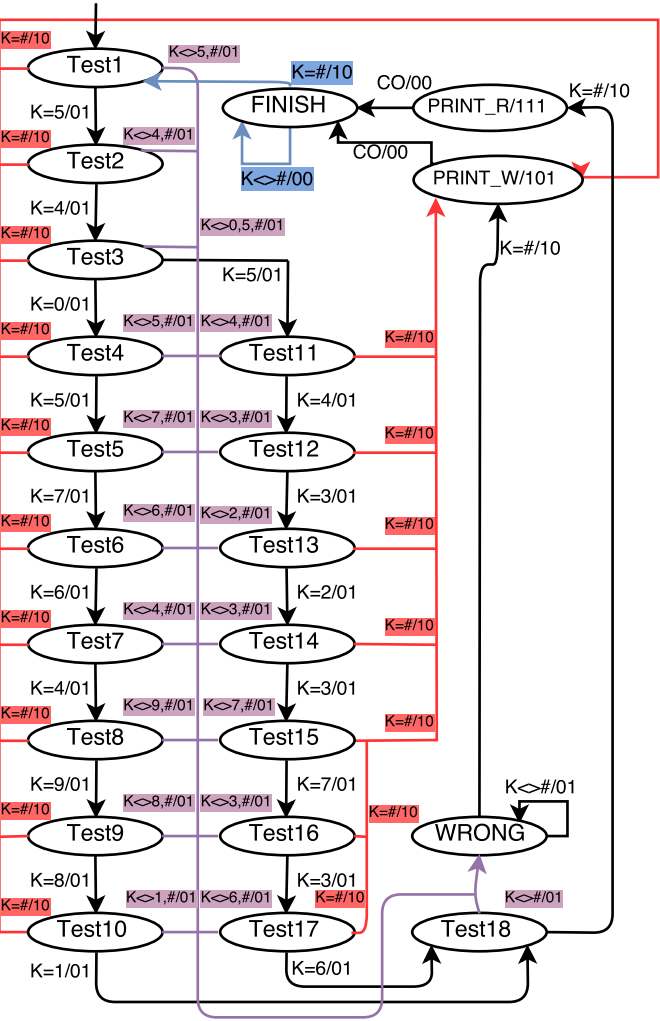 K=#/10
K<>5,#/01
Test1
K=#/10
CO/00
K=#/10
FINISH
PRINT_R/111
K=5/01
K=#/10
K<>4,#/01
Test2
CO/00
K<>#/00
PRINT_W/101
K=4/01
K=#/10
K<>0,5,#/01
Test3
K=#/10
K=5/01
K=0/01
K=#/10
K<>5,#/01
K<>4,#/01
K=#/10
Test4
Test11
K=5/01
K=4/01
K=#/10
K<>7,#/01
K<>3,#/01
K=#/10
Test5
Test12
K=7/01
K=3/01
K=#/10
K<>6,#/01
K<>2,#/01
K=#/10
Test6
Test13
K=6/01
K=2/01
K=#/10
K<>4,#/01
K<>3,#/01
K=#/10
Test7
Test14
K=4/01
K=3/01
K=#/10
K<>9,#/01
K<>7,#/01
K=#/10
Test8
Test15
K=9/01
K=7/01
K<>#/01
K=#/10
K<>8,#/01
K<>3,#/01
K=#/10
Test9
Test16
WRONG
K=8/01
K=3/01
K=#/10
K<>1,#/01
K<>6,#/01
K=#/10
K<>#/01
Test10
Test17
Test18
K=1/01
K=6/01